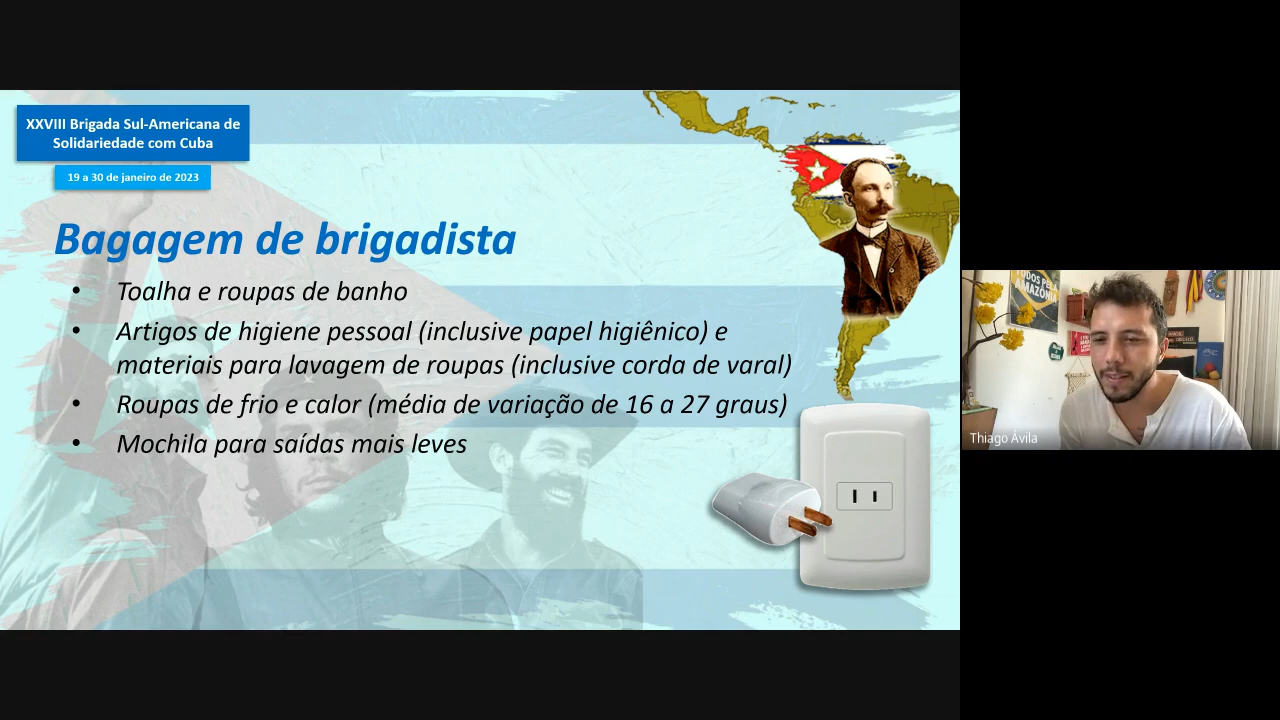 XXVIII Brigada Sul-Americana de
Solidariedade com Cuba
19 a 30 de janeiro de 2023
Bagagem de brigadista
• Toalha e roupas de banho
• Artigos de higiene pessoal (inclusive papel higiênico) e
materiais para lavagem de roupas (inclusive corda de varal)
• Roupas de frio e calor (média de variação de 16 a 27 graus)
• Mochila para saídas mais leves
AMAZÔNIA
Thiago Ávila